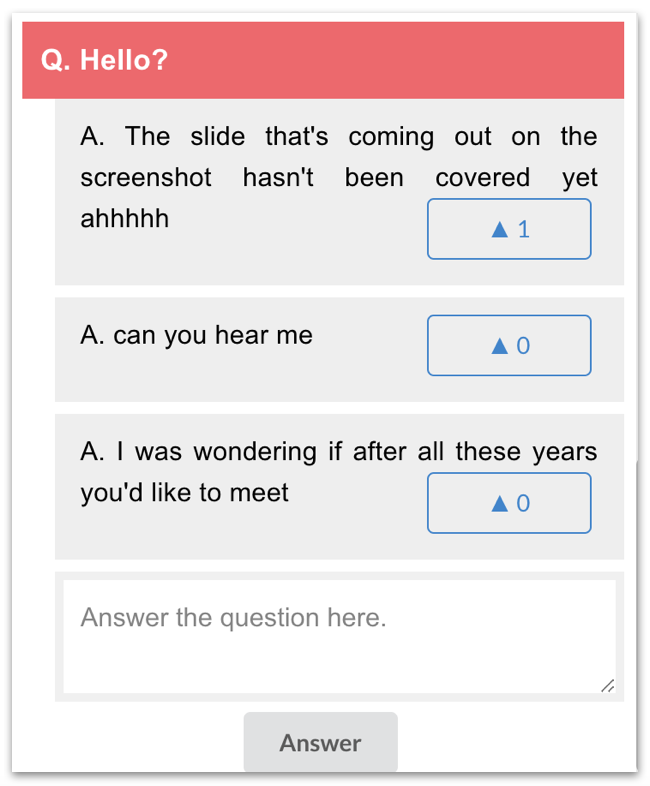 Q. Hello?
A. The slide that's coming out on the
screenshot hasn't been covered yet
ahhhhh
▲ 1
A. can you hear me
▲ 0
A. I was wondering if after all these years
you'd like to meet
▲ 0
Answer the question here.
Answer